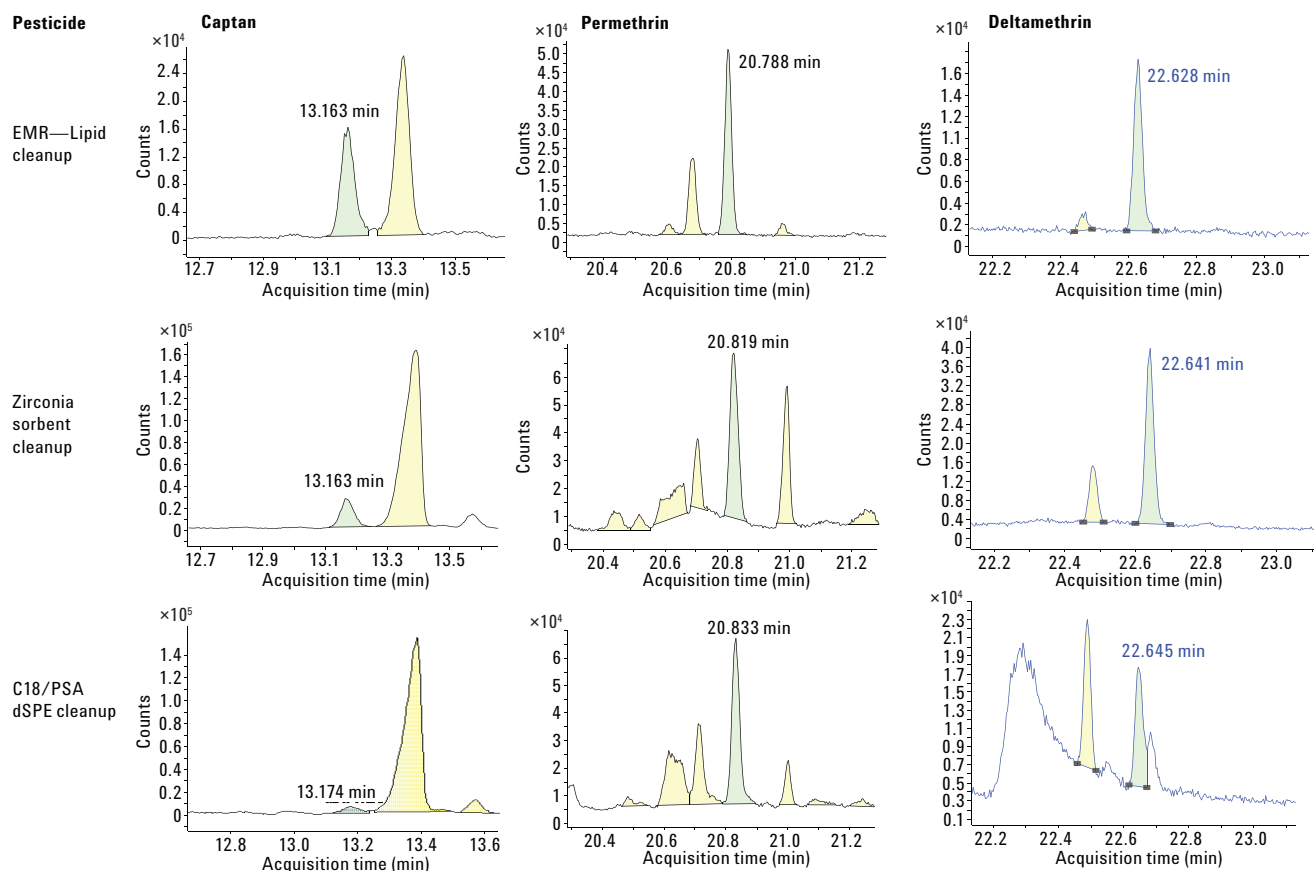 Pesticide
Captan
Permethrin
Deltamethrin
EMR—Lipid
cleanup
×10⁴
2.4
2.0
1.6
1.2
0.8
0.4
0
Counts
13.163 min
12.7 12.9 13.1 13.3 13.5
Acquisition time (min)
×10⁴
5.0
4.5
4.0
3.5
3.0
2.5
2.0
1.5
1.0
0.5
0
Counts
20.788 min
20.4 20.6 20.8 21.0 21.2
Acquisition time (min)
×10⁴
1.6
1.4
1.2
1.0
0.8
0.6
0.4
0.2
0
Counts
22.628 min
22.2 22.4 22.6 22.8 23.0
Acquisition time (min)
Zirconia
sorbent
cleanup
×10⁵
1.6
1.4
1.2
1.0
0.8
0.6
0.4
0.2
0
Counts
13.163 min
12.7 12.9 13.1 13.3 13.5
Acquisition time (min)
×10⁴
7
6
5
4
3
2
1
0
Counts
20.819 min
20.4 20.6 20.8 21.0 21.2
Acquisition time (min)
×10⁴
4.0
3.6
3.2
2.8
2.4
2.0
1.6
1.2
0.8
0.4
0
Counts
22.641 min
22.2 22.4 22.6 22.8 23.0
Acquisition time (min)
C18/PSA
dSPE cleanup
×10⁵
1.4
1.2
1.0
0.8
0.6
0.4
0.2
0
Counts
13.174 min
12.8 13.0 13.2 13.4 13.6
Acquisition time (min)
×10⁴
6
5
4
3
2
1
0
Counts
20.833 min
20.4 20.6 20.8 21.0 21.2
Acquisition time (min)
×10⁴
2.3
2.1
1.9
1.7
1.5
1.3
1.1
0.9
0.7
0.5
0.3
0.1
Counts
22.645 min
22.2 22.4 22.6 22.8 23.0
Acquisition time (min)